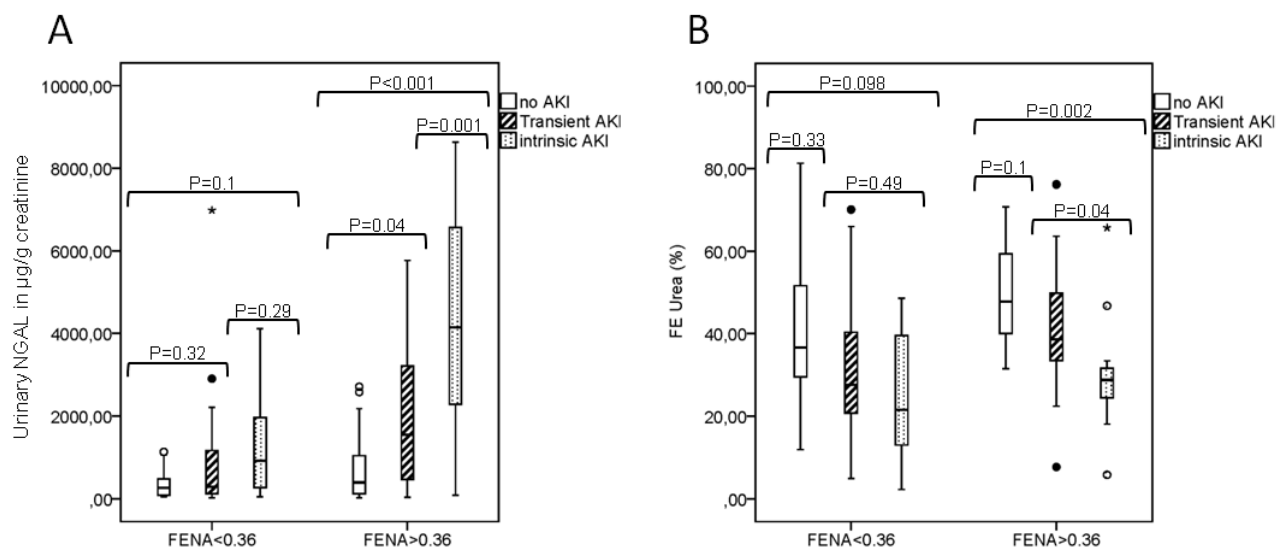 A
10000,00
8000,00
6000,00
4000,00
2000,00
,00
Urinary NGAL in µg/g creatinine
P<0.001
P=0.001
P=0.1
P=0.04
P=0.29
P=0.32
no AKI
Transient AKI
intrinsic AKI
FENA<0.36
FENA>0.36
B
100,00
80,00
60,00
40,00
20,00
,00
FE Urea (%)
P=0.098
P=0.002
P=0.33
P=0.1
P=0.49
P=0.04
no AKI
Transient AKI
intrinsic AKI
FENA<0.36
FENA>0.36